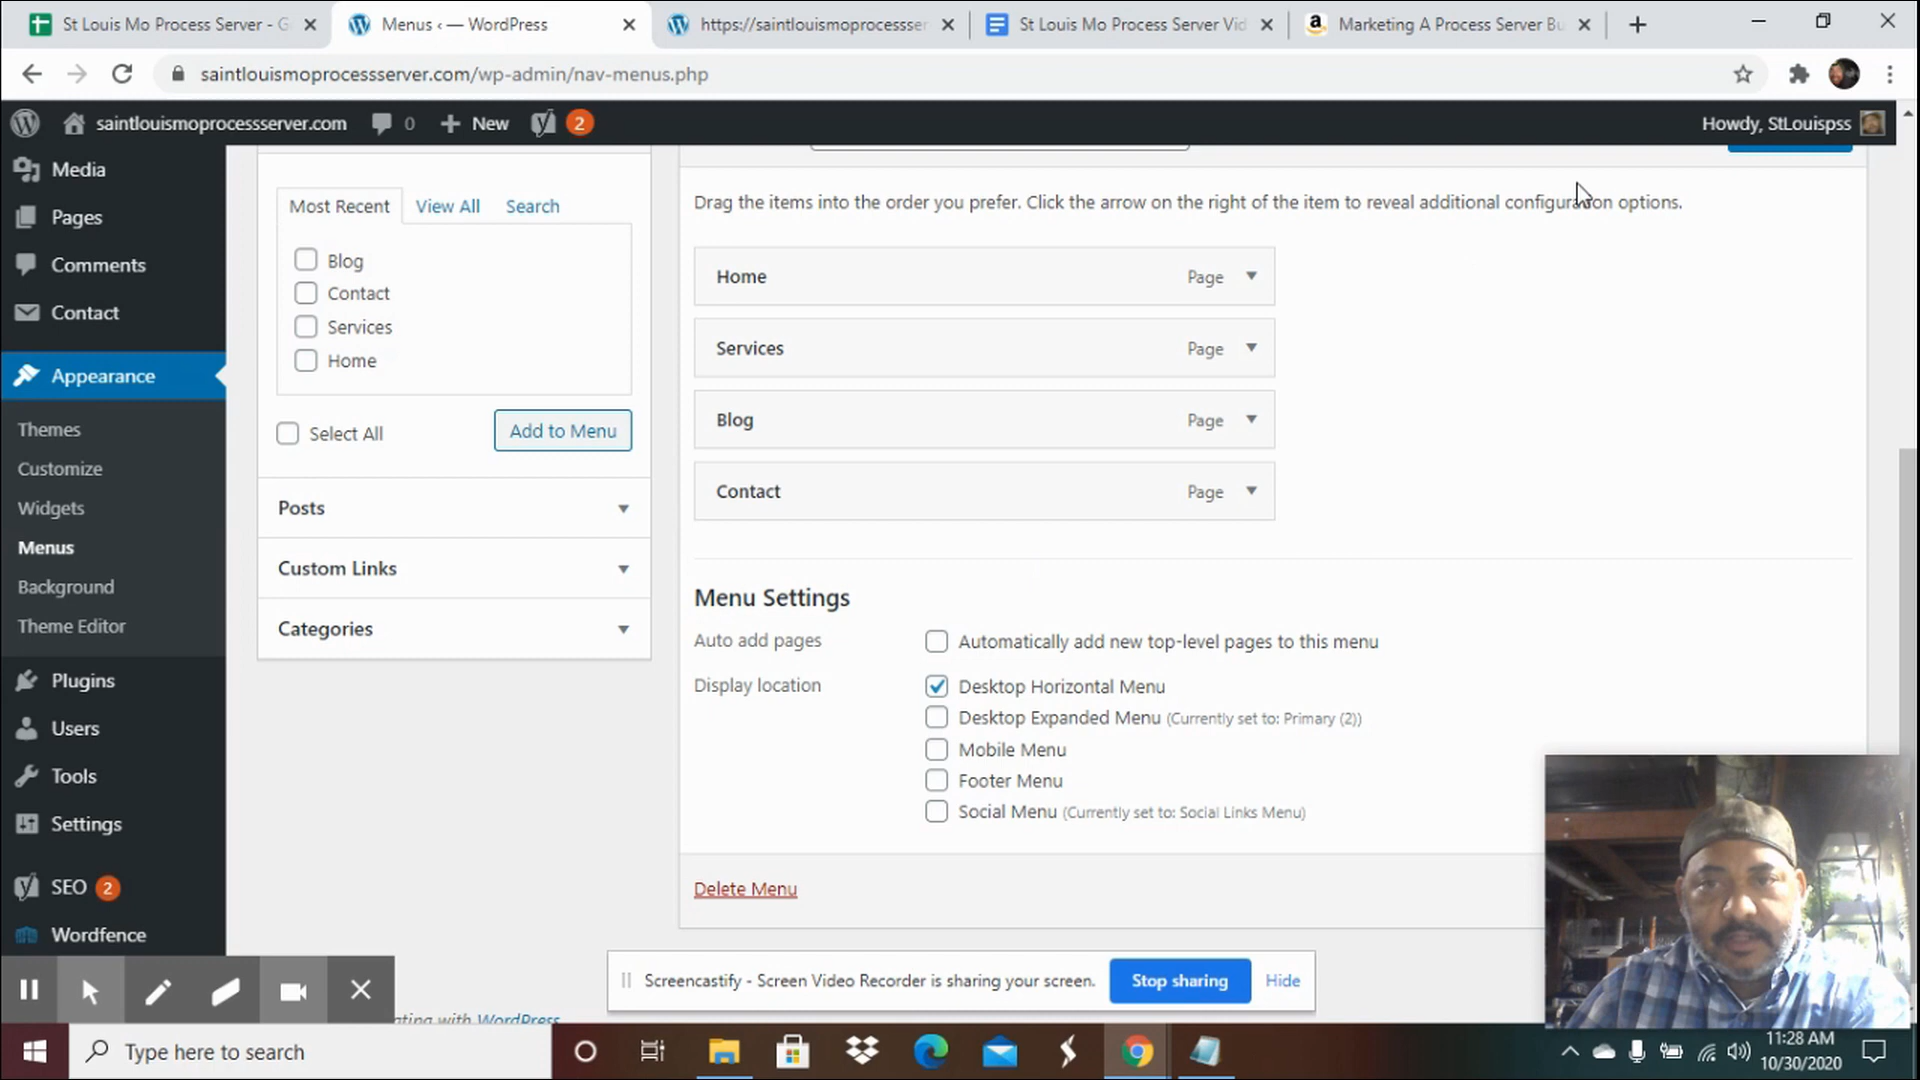 St Louis Mo Process Server - G
Menus ‹ — WordPress
https://saintlouismoprocessser
St Louis Mo Process Server Vid
Marketing A Process Server Bu
saintlouismoprocessserver.com/wp-admin/nav-menus.php
saintlouismoprocessserver.com
0
New
2
Howdy, StLouispss
Media
Pages
Comments
Contact
Appearance
Themes
Customize
Widgets
Menus
Background
Theme Editor
Plugins
Users
Tools
Settings
SEO 2
Wordfence
Most Recent View All Search
Blog
Contact
Services
Home
Select All
Add to Menu
Posts
Custom Links
Categories
Drag the items into the order you prefer. Click the arrow on the right of the item to reveal additional configuration options.
Home Page
Services Page
Blog Page
Contact Page
Menu Settings
Auto add pages
Automatically add new top-level pages to this menu
Display location
Desktop Horizontal Menu
Desktop Expanded Menu (Currently set to: Primary (2))
Mobile Menu
Footer Menu
Social Menu (Currently set to: Social Links Menu)
Delete Menu
Screencastify - Screen Video Recorder is sharing your screen.
Stop sharing
Hide
with WordPress
Type here to search
11:28 AM
10/30/2020